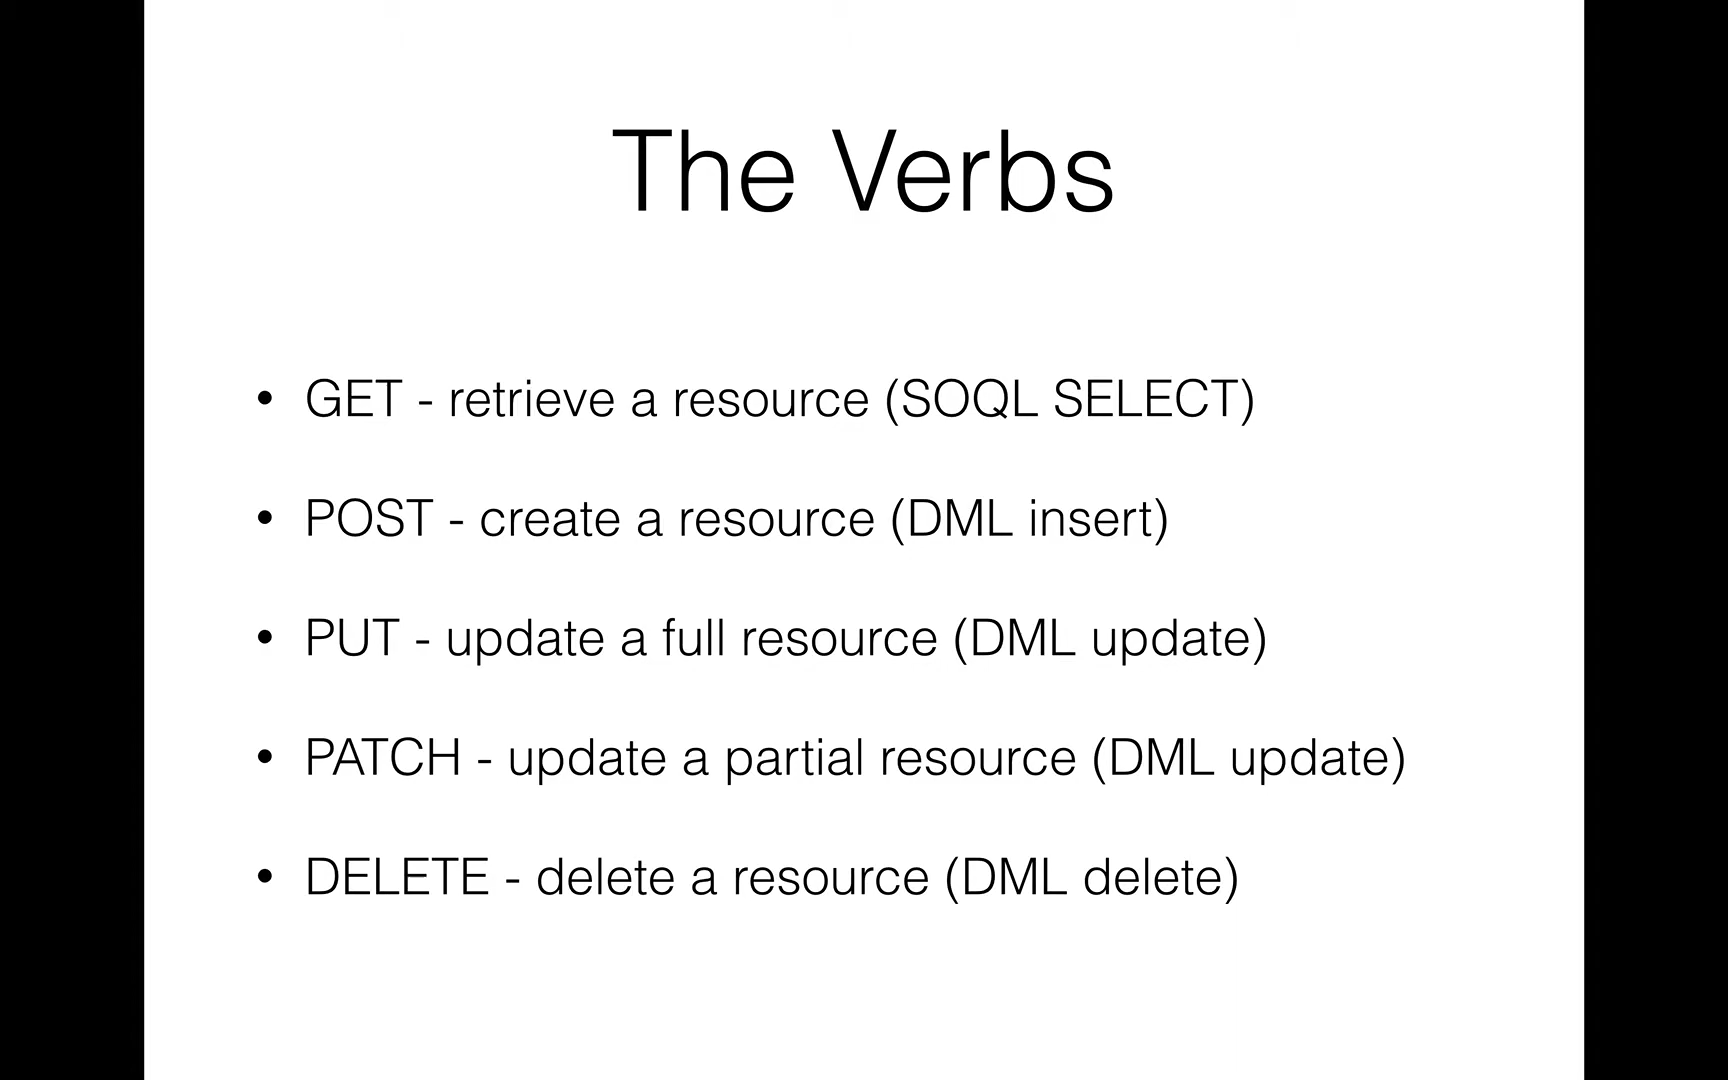 The Verbs
• GET - retrieve a resource (SOQL SELECT)
• POST - create a resource (DML insert)
• PUT - update a full resource (DML update)
• PATCH - update a partial resource (DML update)
• DELETE - delete a resource (DML delete)